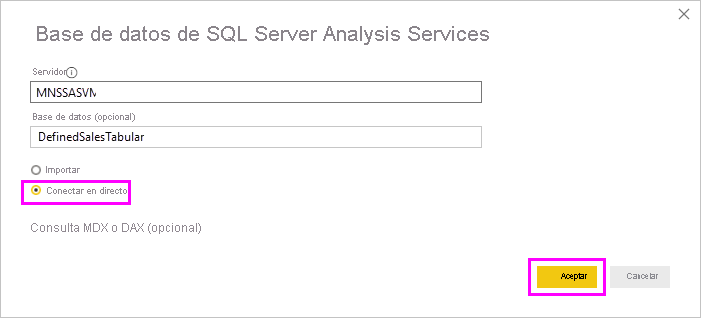 Base de datos de SQL Server Analysis Services
Servidor
MNSSASVM
Base de datos (opcional)
DefinedSalesTabular
Importar
Conectar en directo
Consulta MDX o DAX (opcional)
Aceptar
Cancelar